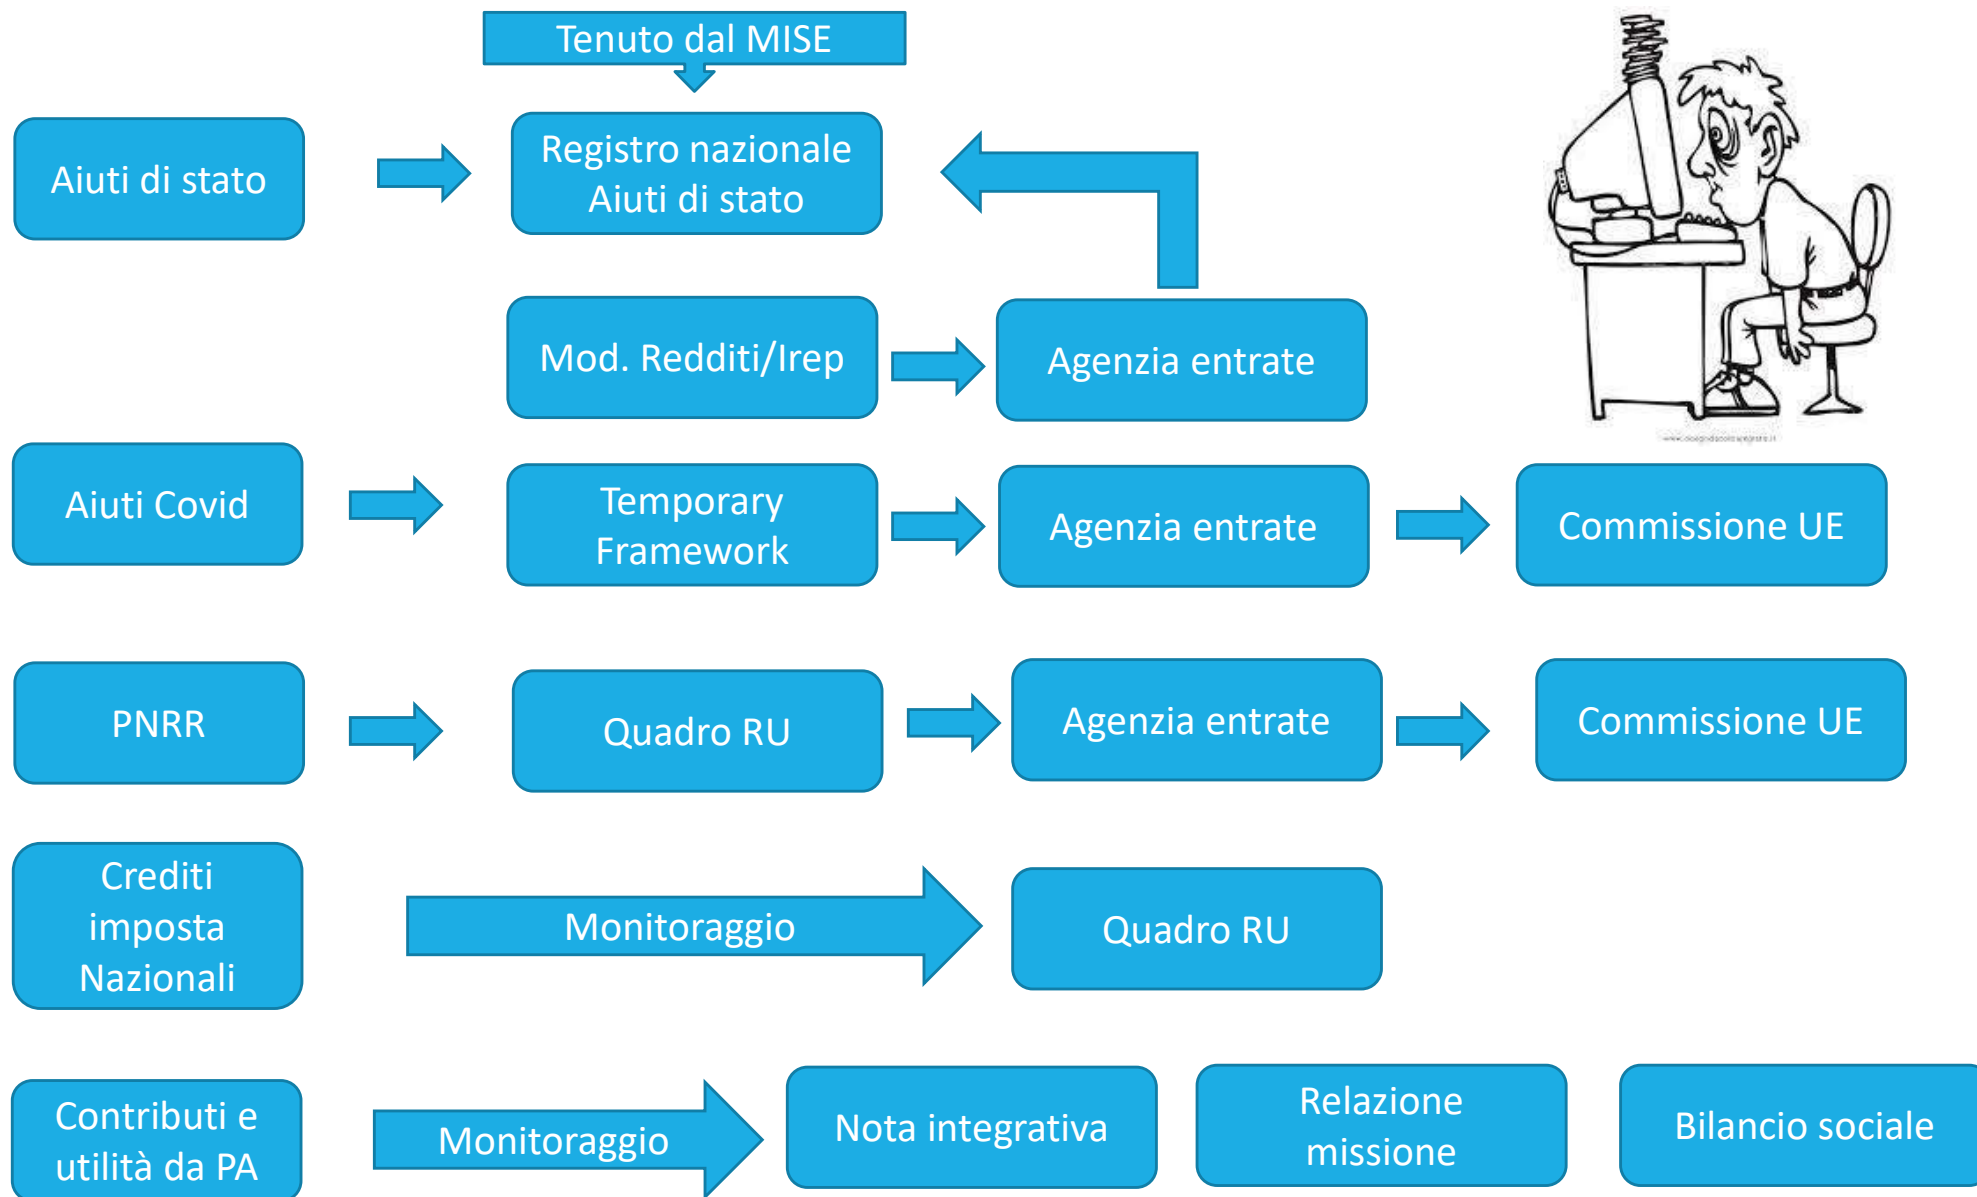 Tenuto dal MISE
Aiuti di stato
Registro nazionale
Aiuti di stato
Mod. Redditi/Irep
Agenzia entrate
Aiuti Covid
Temporary
Framework
Agenzia entrate
Commissione UE
PNRR
Quadro RU
Agenzia entrate
Commissione UE
Crediti
imposta
Nazionali
Monitoraggio
Quadro RU
Contributi e
utilità da PA
Monitoraggio
Nota integrativa
Relazione
missione
Bilancio sociale